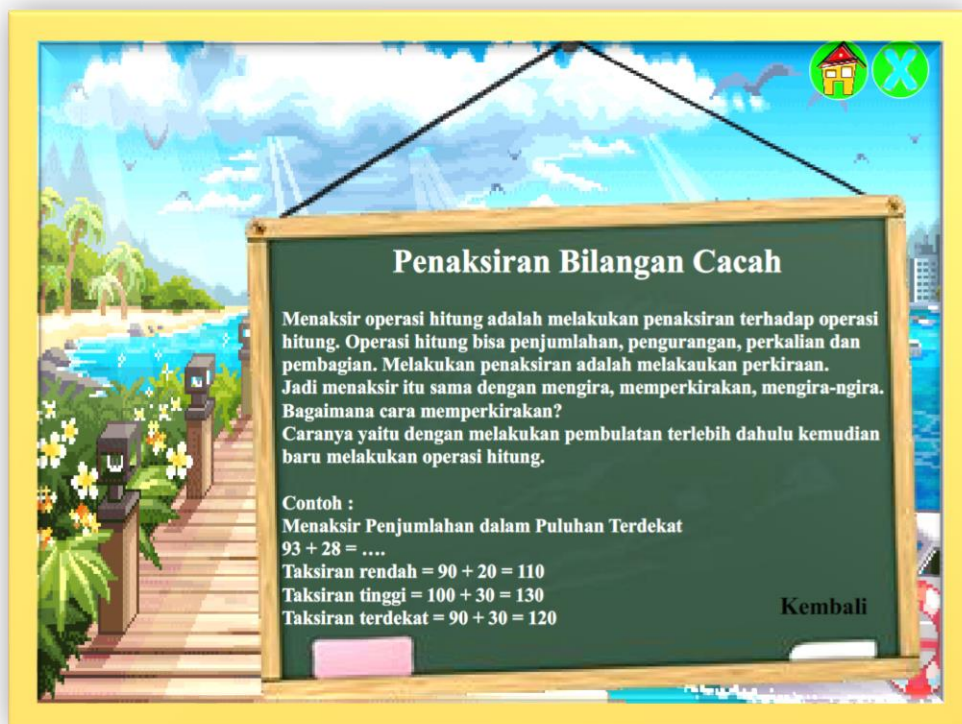 Penaksiran Bilangan Cacah
Menaksir operasi hitung adalah melakukan penaksiran terhadap operasi
hitung. Operasi hitung bisa penjumlahan, pengurangan, perkalian dan
pembagian. Melakukan penaksiran adalah melakaukan perkiraan.
Jadi menaksir itu sama dengan mengira, memperkirakan, mengira-ngira.
Bagaimana cara memperkirakan?
Caranya yaitu dengan melakukan pembulatan terlebih dahulu kemudian
baru melakukan operasi hitung.
Contoh :
Menaksir Penjumlahan dalam Puluhan Terdekat
93 + 28 = ....
Taksiran rendah = 90 + 20 = 110
Taksiran tinggi = 100 + 30 = 130
Taksiran terdekat = 90 + 30 = 120
Kembali